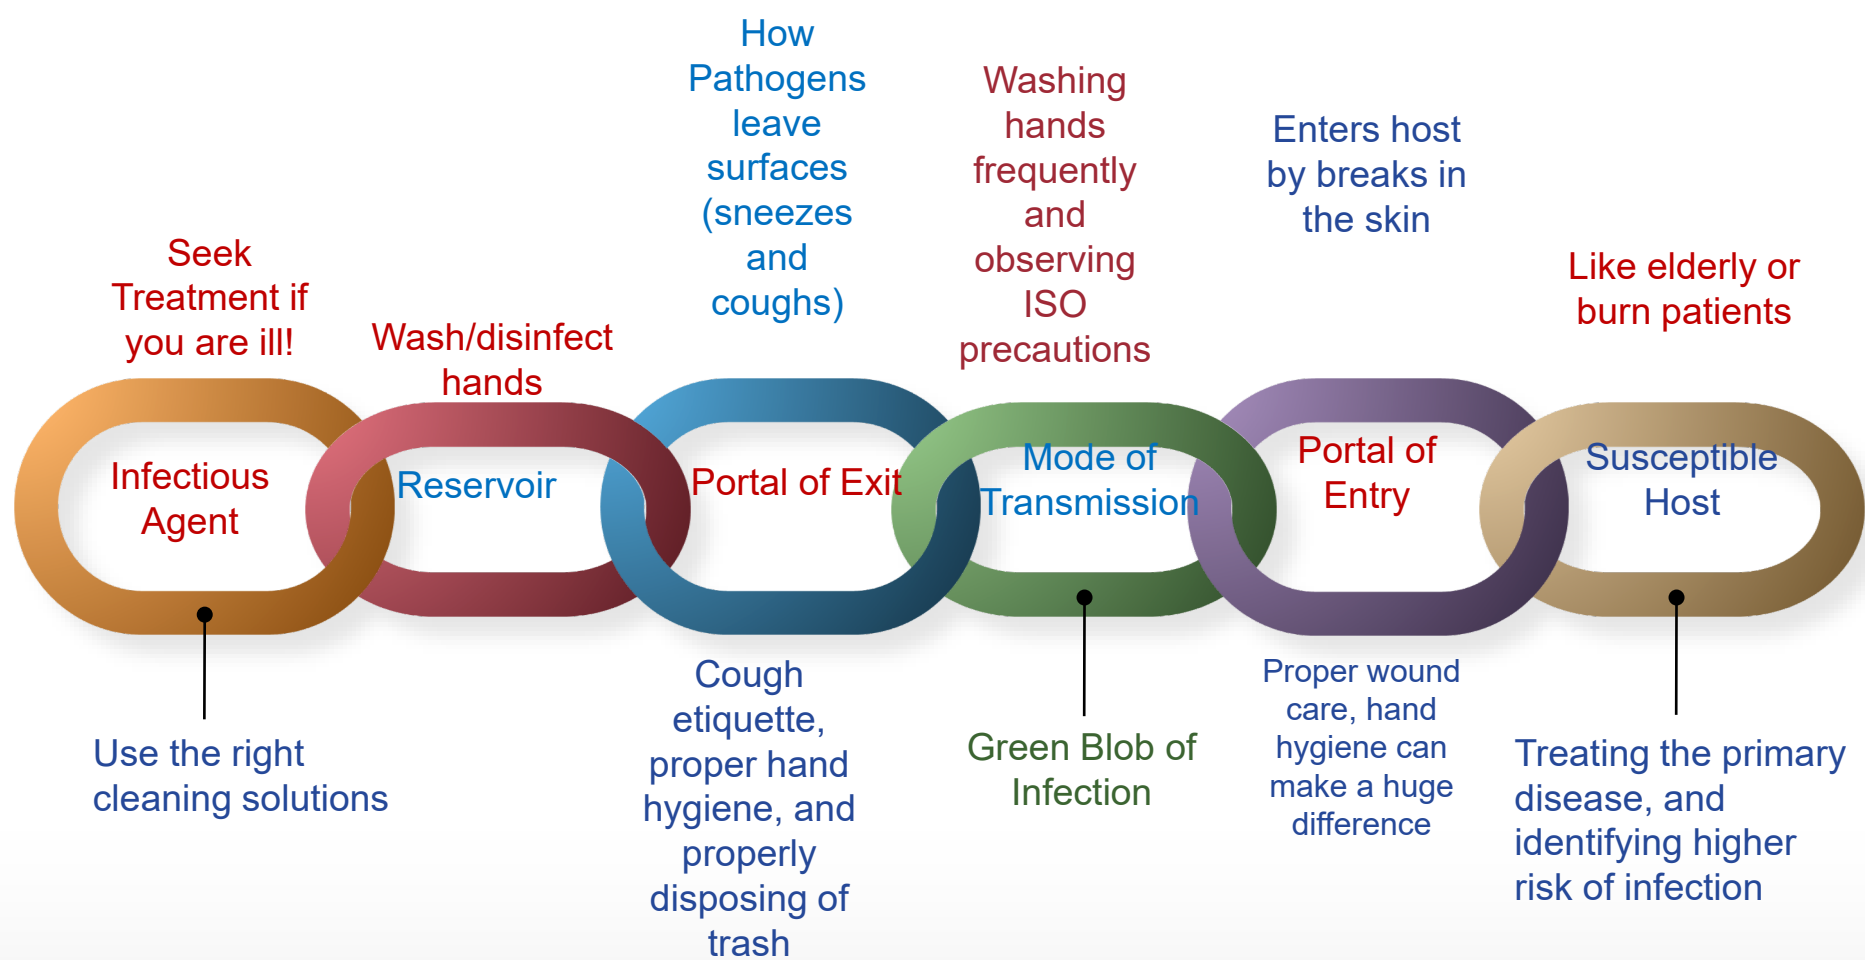 Seek
Treatment if
you are ill!
Infectious
Agent
Use the right
cleaning solutions
Wash/disinfect
hands
Reservoir
How
Pathogens
leave
surfaces
(sneezes
and
coughs)
Portal of Exit
Cough
etiquette,
proper hand
hygiene, and
properly
disposing of
trash
Washing
hands
frequently
and
observing
ISO
precautions
Mode of
Transmission
Green Blob of
Infection
Enters host
by breaks in
the skin
Portal of
Entry
Proper wound
care, hand
hygiene can
make a huge
difference
Like elderly or
burn patients
Susceptible
Host
Treating the primary
disease, and
identifying higher
risk of infection